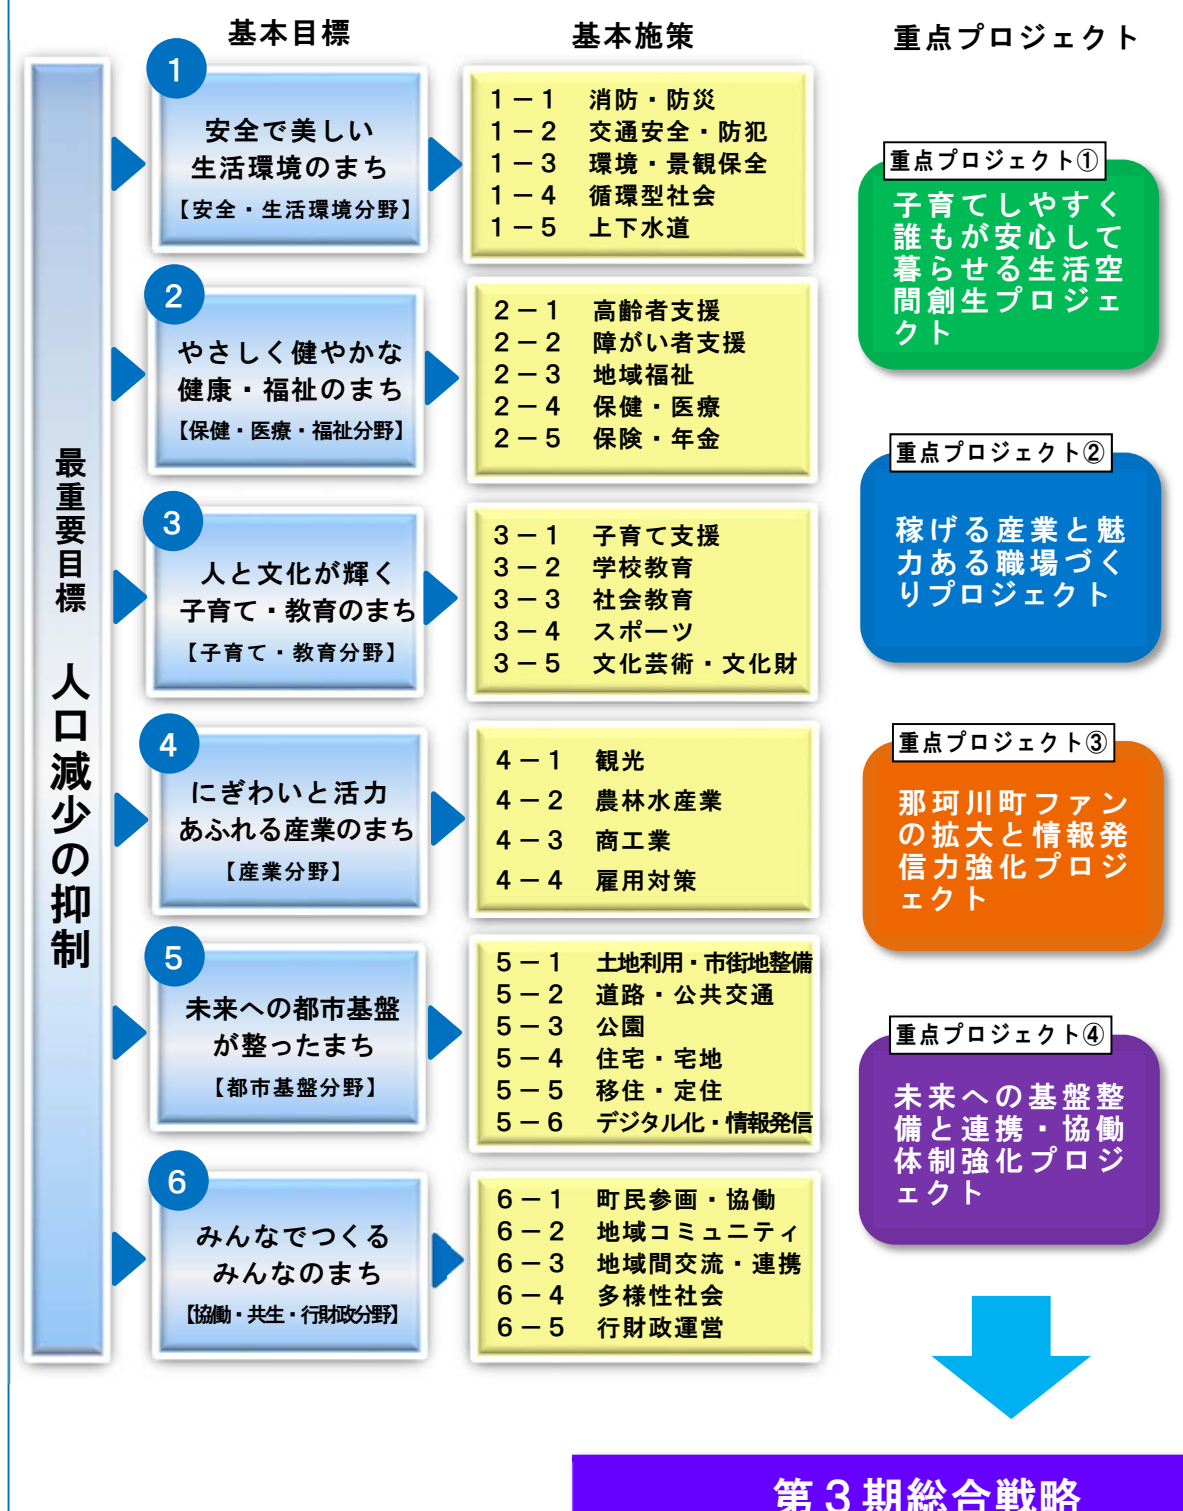 基本目標
基本施策
重点プロジェクト
最重要目標　人口減少の抑制
1
安全で美しい
生活環境のまち
【安全・生活環境分野】
１－１　消防・防災
１－２　交通安全・防犯
１－３　環境・景観保全
１－４　循環型社会
１－５　上下水道
2
やさしく健やかな
健康・福祉のまち
【保健・医療・福祉分野】
２－１　高齢者支援
２－２　障がい者支援
２－３　地域福祉
２－４　保健・医療
２－５　保険・年金
3
人と文化が輝く
子育て・教育のまち
【子育て・教育分野】
３－１　子育て支援
３－２　学校教育
３－３　社会教育
３－４　スポーツ
３－５　文化芸術・文化財
4
にぎわいと活力
あふれる産業のまち
【産業分野】
４－１　観光
４－２　農林水産業
４－３　商工業
４－４　雇用対策
5
未来への都市基盤
が整ったまち
【都市基盤分野】
５－１　土地利用・市街地整備
５－２　道路・公共交通
５－３　公園
５－４　住宅・宅地
５－５　移住・定住
５－６　デジタル化・情報発信
6
みんなでつくる
みんなのまち
【協働・共生・行財政分野】
６－１　町民参画・協働
６－２　地域コミュニティ
６－３　地域間交流・連携
６－４　多様性社会
６－５　行財政運営
重点プロジェクト①
子育てしやすく
誰もが安心して
暮らせる生活空
間創生プロジェ
クト
重点プロジェクト②
稼げる産業と魅
力ある職場づく
りプロジェクト
重点プロジェクト③
那珂川町ファン
の拡大と情報発
信力強化プロジ
ェクト
重点プロジェクト④
未来への基盤整
備と連携・協働
体制強化プロジ
ェクト
第３期総合戦略